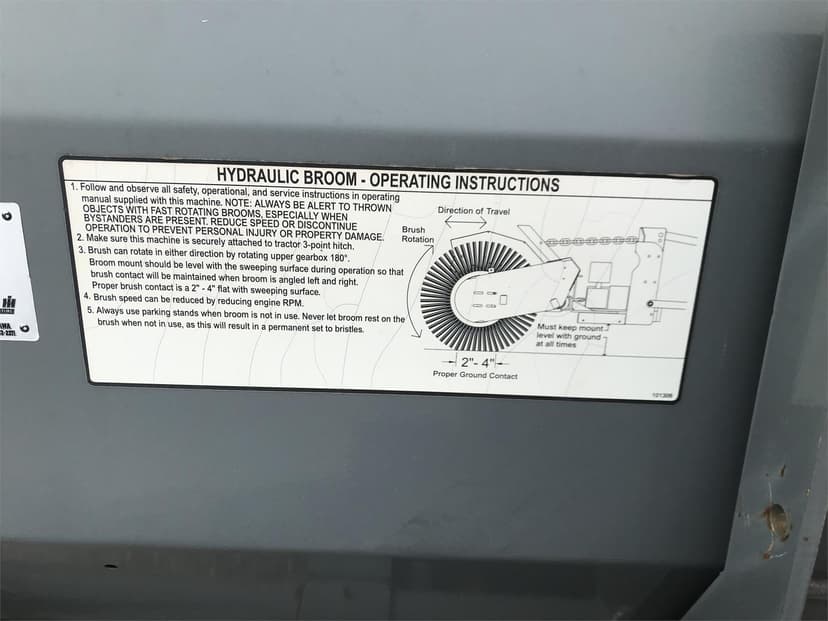 HYDRAULIC BROOM - OPERATING INSTRUCTIONS
1. Follow and observe all safety, operational, and service instructions in operating
manual supplied with this machine. NOTE: ALWAYS BE ALERT TO THROWN
OBJECTS WITH FAST ROTATING BROOMS, ESPECIALLY WHEN
BYSTANDERS ARE PRESENT. REDUCE SPEED OR DISCONTINUE
OPERATION TO PREVENT PERSONAL INJURY OR PROPERTY DAMAGE.
2. Make sure this machine is securely attached to tractor 3-point hitch.
3. Brush can rotate in either direction by rotating upper gearbox 180°.
Broom mount should be level with the sweeping surface during operation so that
brush contact will be maintained when broom is angled left and right.
Proper brush contact is a 2" - 4" flat with sweeping surface.
4. Brush speed can be reduced by reducing engine RPM.
5. Always use parking stands when broom is not in use. Never let broom rest on the
brush when not in use, as this will result in a permanent set to bristles.
Direction of Travel
Brush
Rotation
Must keep mount
level with ground
at all times
2"- 4"
Proper Ground Contact